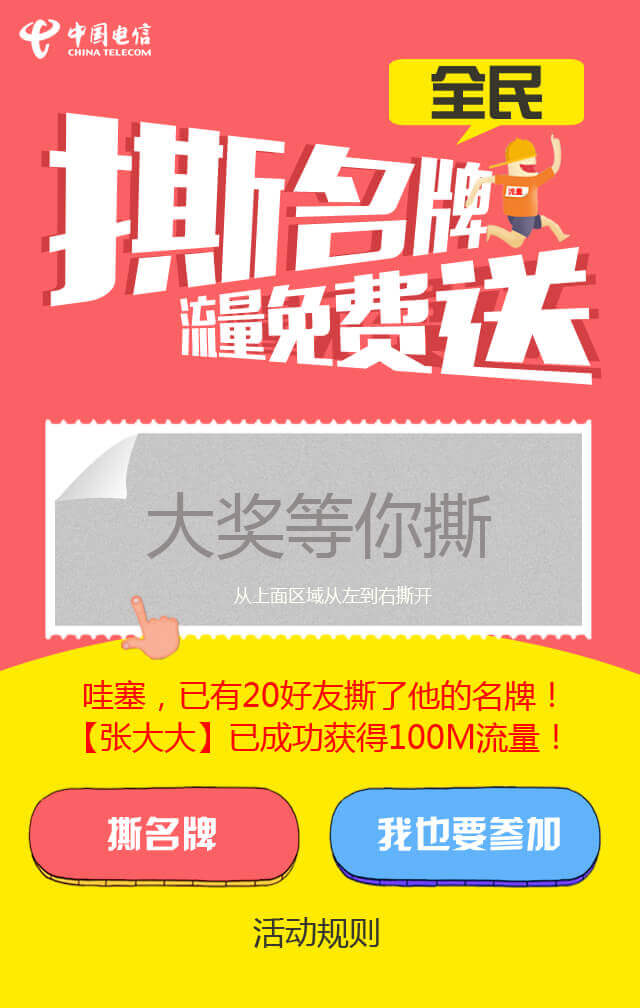 中国电信
CHINA TELECOM
全民
撕名牌
流量
流量免费送
大奖等你撕
从上面区域从左到右撕开
哇塞，已有20好友撕了他的名牌！
【张大大】已成功获得100M流量！
撕名牌
我也要参加
活动规则